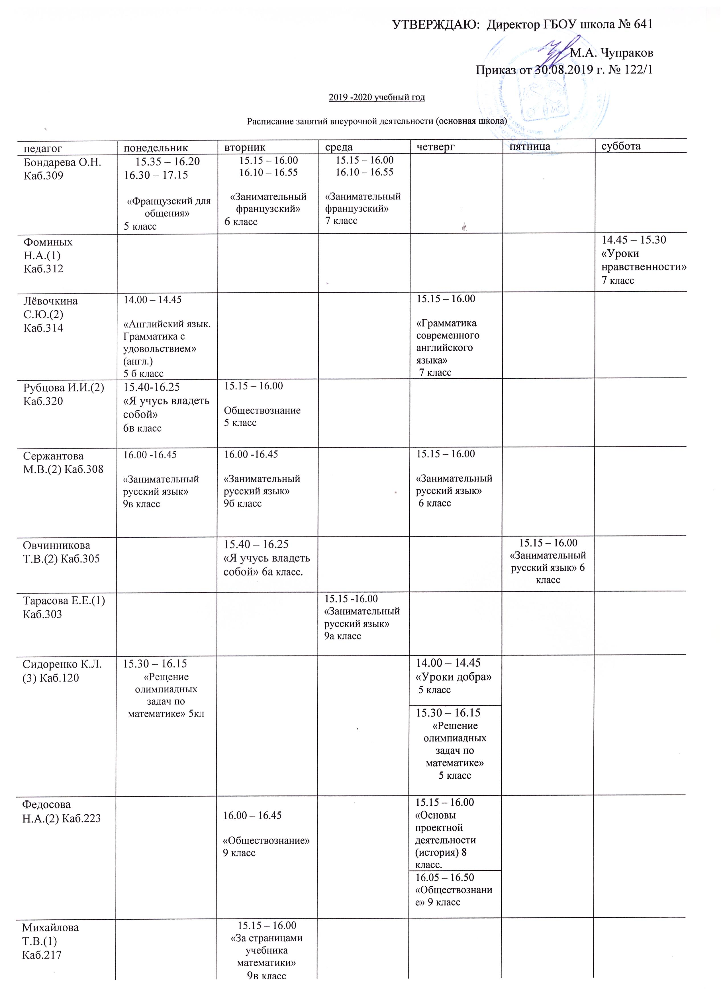 УТВЕРЖДАЮ: Директор ГБОУ школа № 641
М.А. Чупраков
Приказ от 30.08.2019 г. № 122/1
2019 -2020 учебный год
Расписание занятий внеурочной деятельности (основная школа)
педагог понедельник вторник среда четверг пятница суббота
Бондарева О.Н.
Каб.309
15.35 – 16.20
16.30 – 17.15
«Французский для
общения»
5 класс
15.15 – 16.00
16.10 – 16.55
«Занимательный
французский»
6 класс
15.15 – 16.00
16.10 – 16.55
«Занимательный
французский»
7 класс
Фоминых
Н.А.(1)
Каб.312
14.45 – 15.30
«Уроки
нравственности»
7 класс
Лёвочкина
С.Ю.(2)
Каб.314
14.00 – 14.45
«Английский язык.
Грамматика с
удовольствием»
(англ.)
5 б класс
15.15 – 16.00
«Грамматика
современного
английского
языка»
7 класс
Рубцова И.И.(2)
Каб.320
15.40-16.25
«Я учусь владеть
собой»
6в класс
15.15 – 16.00
Обществознание
5 класс
Сержантова
М.В.(2) Каб.308
16.00 -16.45
«Занимательный
русский язык»
9в класс
16.00 -16.45
«Занимательный
русский язык»
9б класс
15.15 – 16.00
«Занимательный
русский язык»
6 класс
Овчинникова
Т.В.(2) Каб.305
15.40 – 16.25
«Я учусь владеть
собой» 6а класс.
15.15 – 16.00
«Занимательный
русский язык» 6
класс
Тарасова Е.Е.(1)
Каб.303
15.15 -16.00
«Занимательный
русский язык»
9а класс
Сидоренко К.Л.
(3) Каб.120
15.30 – 16.15
«Рещение
олимпиадных
задач по
математике» 5кл
14.00 – 14.45
«Уроки добра»
5 класс
15.30 – 16.15
«Решение
олимпиадных
задач по
математике»
5 класс
Федосова
Н.А.(2) Каб.223
16.00 – 16.45
«Обществознание»
9 класс
15.15 – 16.00
«Основы
проектной
деятельности
(история) 8
класс.
16.05 – 16.50
«Обществознани
е» 9 класс
Михайлова
Т.В.(1)
Каб.217
15.15 – 16.00
«За страницами
учебника
математики»
9в класс